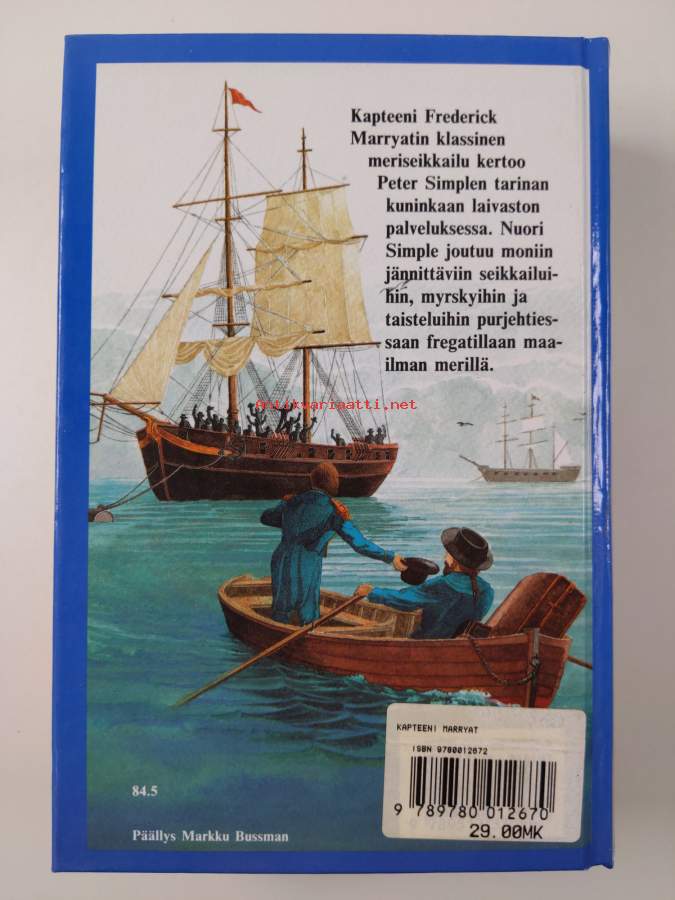 Kapteeni Frederick
Marryatin klassinen
meriseikkailu kertoo
Peter Simplen tarinan
kuninkaan laivaston
palveluksessa. Nuori
Simple joutuu moniin
jännittäviin seikkailui-
hin, myrskyihin ja
taisteluihin purjehties-
saan fregatillaan maa-
ilman merillä.
Antikvariaatti.net
KAPTEENI MARRYAT
ISBN 9780012672
9 789780 012670
29.00MK
84.5
Päällys Markku Bussman